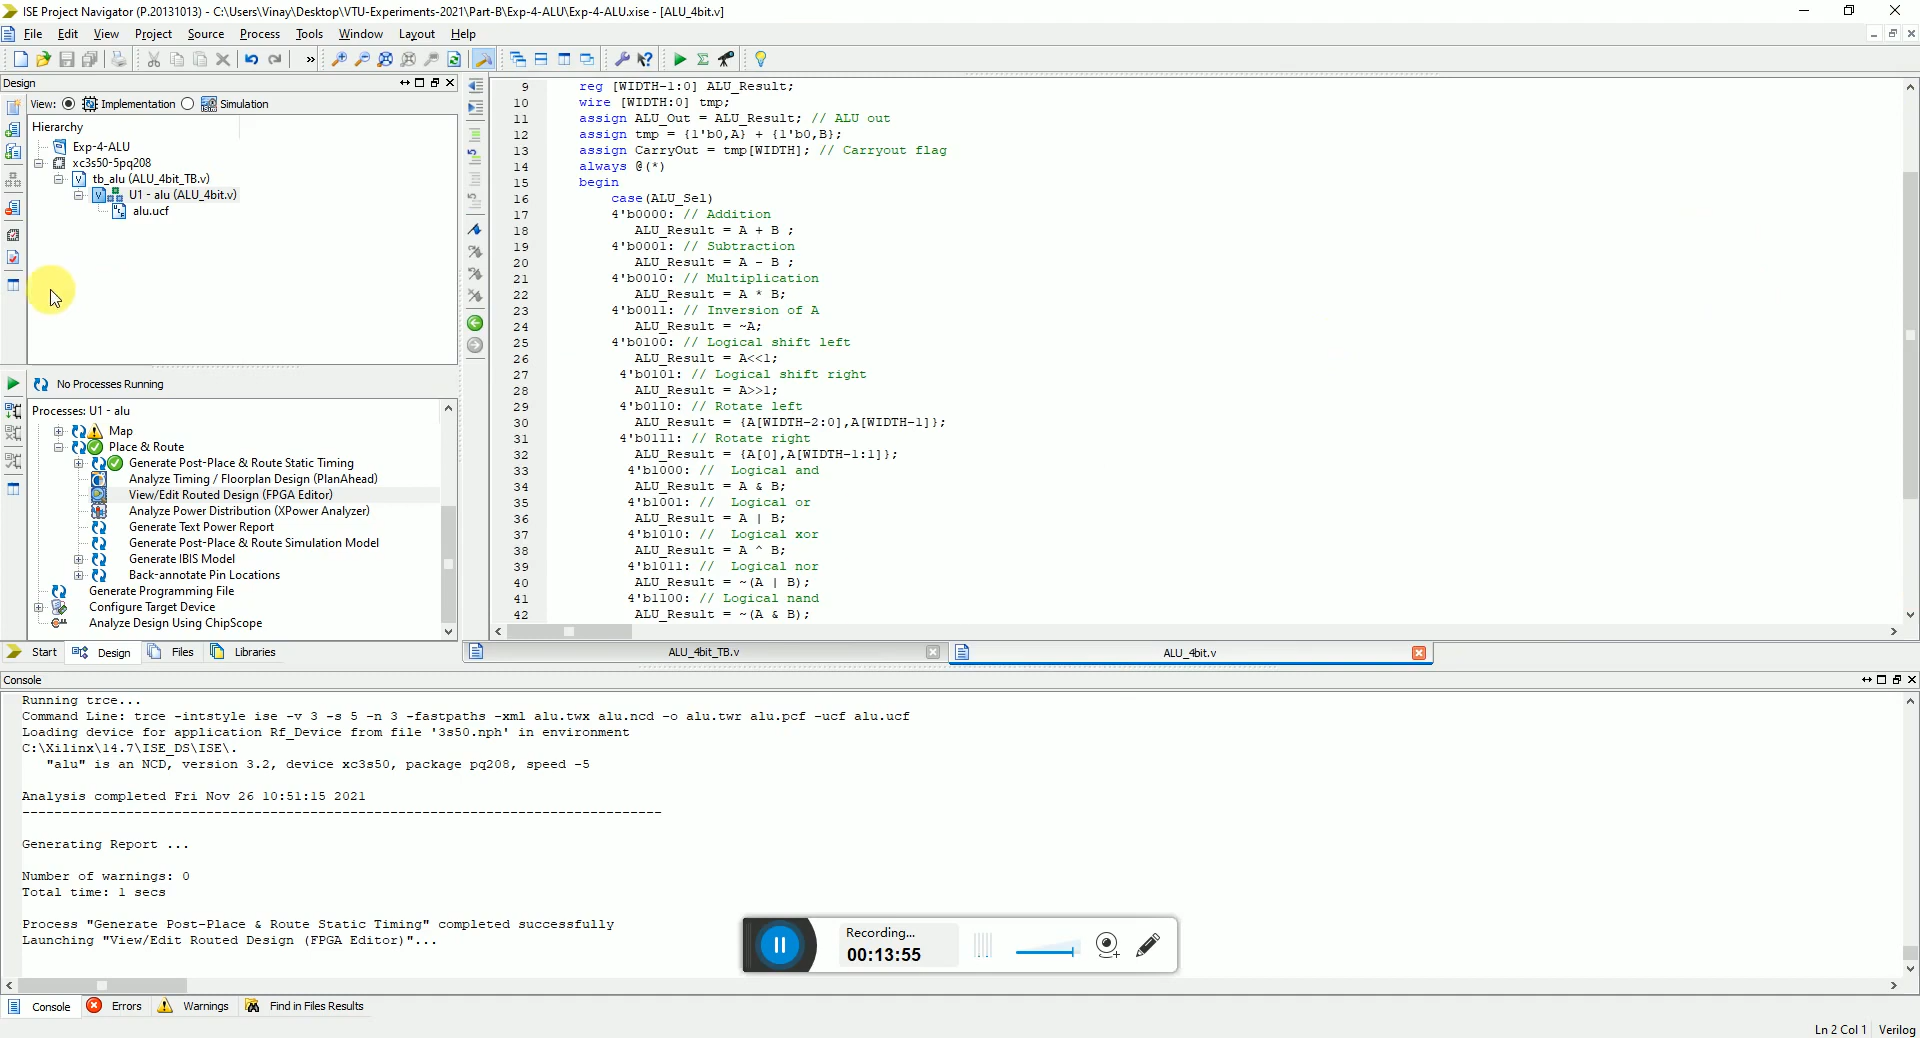 ISE Project Navigator (P.20131013) - C:\Users\Vinay\Desktop\VTU-Experiments-2021\Part-B\Exp-4-ALU\Exp-4-ALU.xise - [ALU_4bit.v]
File Edit View Project Source Process Tools Window Layout Help
»
Design
View: Implementation Simulation
Hierarchy
Exp-4-ALU
xc3s50-5pq208
tb_alu (ALU_4bit_TB.v)
U1 - alu (ALU_4bit.v)
alu.ucf
No Processes Running
Processes: U1 - alu
Map
Place & Route
Generate Post-Place & Route Static Timing
Analyze Timing / Floorplan Design (PlanAhead)
View/Edit Routed Design (FPGA Editor)
Analyze Power Distribution (XPower Analyzer)
Generate Text Power Report
Generate Post-Place & Route Simulation Model
Generate IBIS Model
Back-annotate Pin Locations
Generate Programming File
Configure Target Device
Analyze Design Using ChipScope
Start Design Files Libraries
9 reg [WIDTH-1:0] ALU_Result;
10 wire [WIDTH:0] tmp;
11 assign ALU_Out = ALU_Result; // ALU out
12 assign tmp = {1'b0,A} + {1'b0,B};
13 assign CarryOut = tmp[WIDTH]; // Carryout flag
14 always @(*)
15 begin
16 case(ALU_Sel)
17 4'b0000: // Addition
18 ALU_Result = A + B ;
19 4'b0001: // Subtraction
20 ALU_Result = A - B ;
21 4'b0010: // Multiplication
22 ALU_Result = A * B;
23 4'b0011: // Inversion of A
24 ALU_Result = ~A;
25 4'b0100: // Logical shift left
26 ALU_Result = A<<1;
27 4'b0101: // Logical shift right
28 ALU_Result = A>>1;
29 4'b0110: // Rotate left
30 ALU_Result = {A[WIDTH-2:0],A[WIDTH-1]};
31 4'b0111: // Rotate right
32 ALU_Result = {A[0],A[WIDTH-1:1]};
33 4'b1000: // Logical and
34 ALU_Result = A & B;
35 4'b1001: // Logical or
36 ALU_Result = A | B;
37 4'b1010: // Logical xor
38 ALU_Result = A ^ B;
39 4'b1011: // Logical nor
40 ALU_Result = ~(A | B);
41 4'b1100: // Logical nand
42 ALU_Result = ~(A & B);
ALU_4bit_TB.v ALU_4bit.v
Console
Running trce...
Command Line: trce -intstyle ise -v 3 -s 5 -n 3 -fastpaths -xml alu.twx alu.ncd -o alu.twr alu.pcf -ucf alu.ucf
Loading device for application Rf_Device from file '3s50.nph' in environment
C:\Xilinx\14.7\ISE_DS\ISE\.
"alu" is an NCD, version 3.2, device xc3s50, package pq208, speed -5
Analysis completed Fri Nov 26 10:51:15 2021
--------------------------------------------------------------------------------
Generating Report ...
Number of warnings: 0
Total time: 1 secs
Process "Generate Post-Place & Route Static Timing" completed successfully
Launching "View/Edit Routed Design (FPGA Editor)"...
Recording...
00:13:55
Console Errors Warnings Find in Files Results
Ln 2 Col 1 Verilog